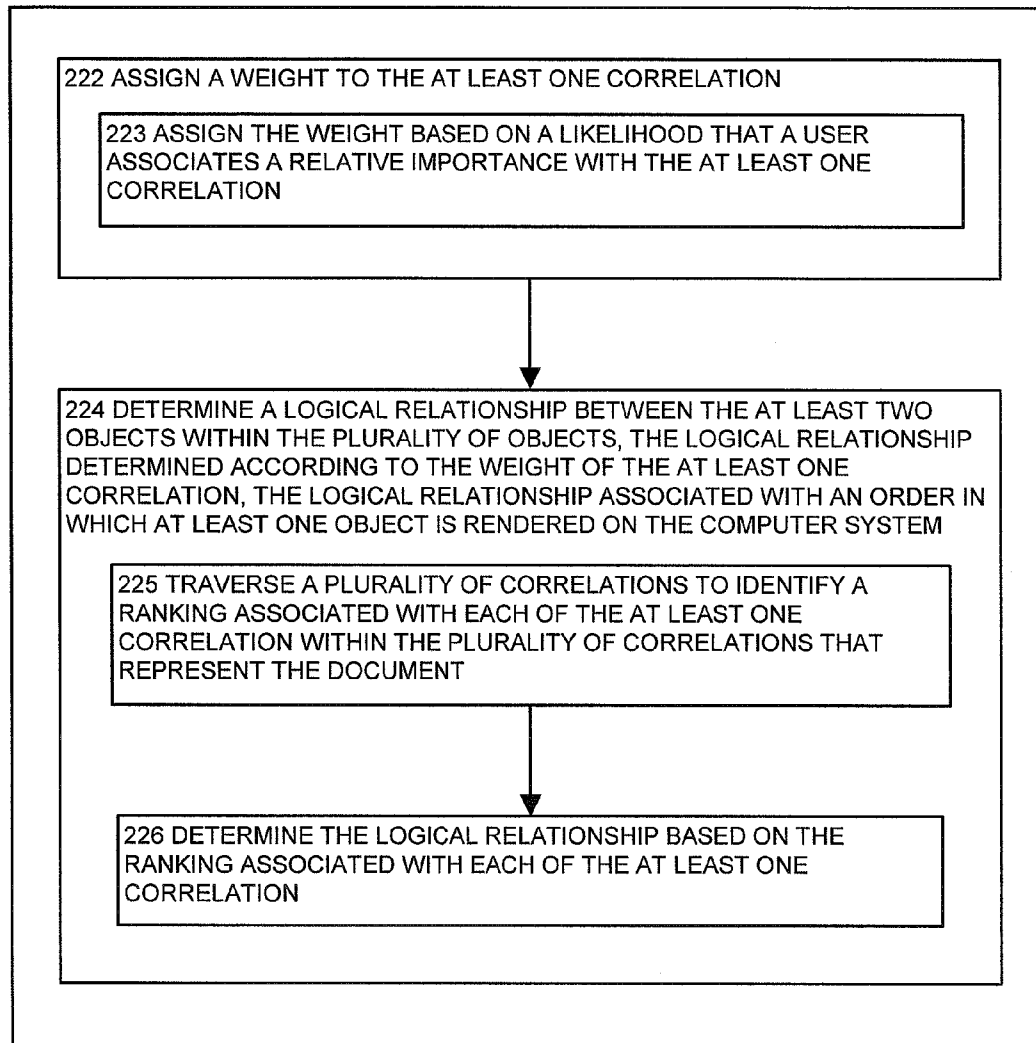 222 ASSIGN A WEIGHT TO THE AT LEAST ONE CORRELATION
223 ASSIGN THE WEIGHT BASED ON A LIKELIHOOD THAT A USER
ASSOCIATES A RELATIVE IMPORTANCE WITH THE AT LEAST ONE
CORRELATION
224 DETERMINE A LOGICAL RELATIONSHIP BETWEEN THE AT LEAST TWO
OBJECTS WITHIN THE PLURALITY OF OBJECTS, THE LOGICAL RELATIONSHIP
DETERMINED ACCORDING TO THE WEIGHT OF THE AT LEAST ONE
CORRELATION, THE LOGICAL RELATIONSHIP ASSOCIATED WITH AN ORDER IN
WHICH AT LEAST ONE OBJECT IS RENDERED ON THE COMPUTER SYSTEM
225 TRAVERSE A PLURALITY OF CORRELATIONS TO IDENTIFY A
RANKING ASSOCIATED WITH EACH OF THE AT LEAST ONE
CORRELATION WITHIN THE PLURALITY OF CORRELATIONS THAT
REPRESENT THE DOCUMENT
226 DETERMINE THE LOGICAL RELATIONSHIP BASED ON THE
RANKING ASSOCIATED WITH EACH OF THE AT LEAST ONE
CORRELATION